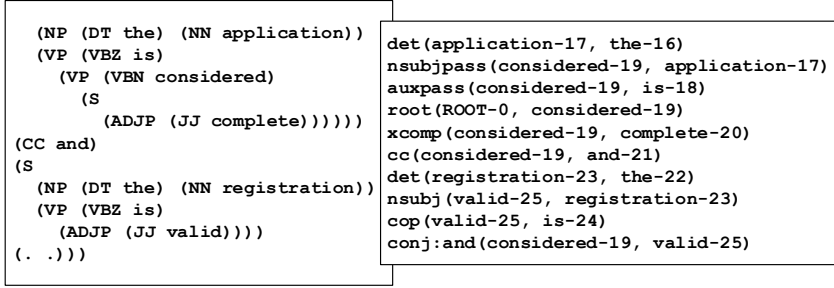 (NP (DT the) (NN application))
(VP (VBZ is)
(VP (VBN considered)
(S
(ADJP (JJ complete))))))
(CC and)
(S
(NP (DT the) (NN registration))
(VP (VBZ is)
(ADJP (JJ valid))))
(. .)))
det(application-17, the-16)
nsubjpass(considered-19, application-17)
auxpass(considered-19, is-18)
root(ROOT-0, considered-19)
xcomp(considered-19, complete-20)
cc(considered-19, and-21)
det(registration-23, the-22)
nsubj(valid-25, registration-23)
cop(valid-25, is-24)
conj:and(considered-19, valid-25)